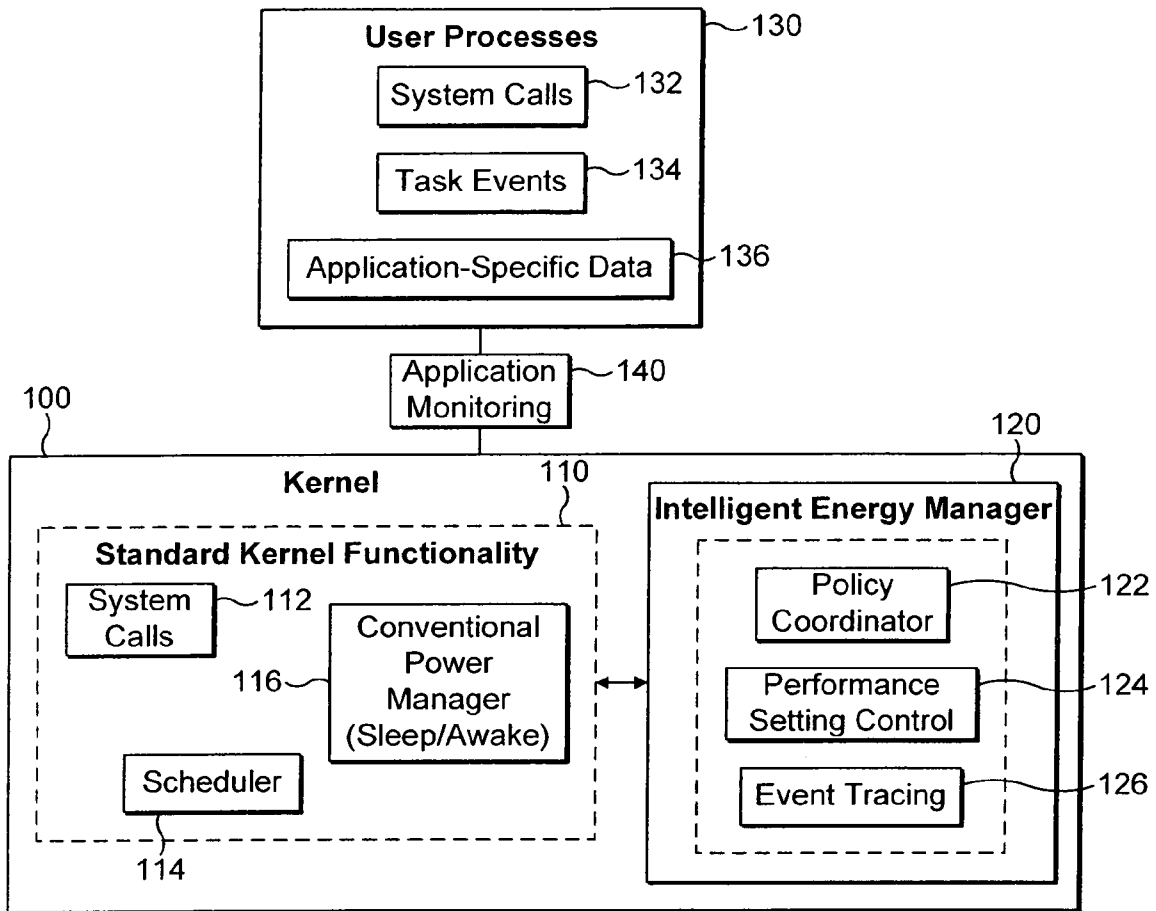 User Processes
130
System Calls
132
Task Events
134
Application-Specific Data
136
Application
Monitoring
140
100
Kernel
110
Standard Kernel Functionality
System
Calls
112
Conventional
Power
Manager
(Sleep/Awake)
116
Scheduler
114
120
Intelligent Energy Manager
Policy
Coordinator
122
Performance
Setting Control
124
Event Tracing
126